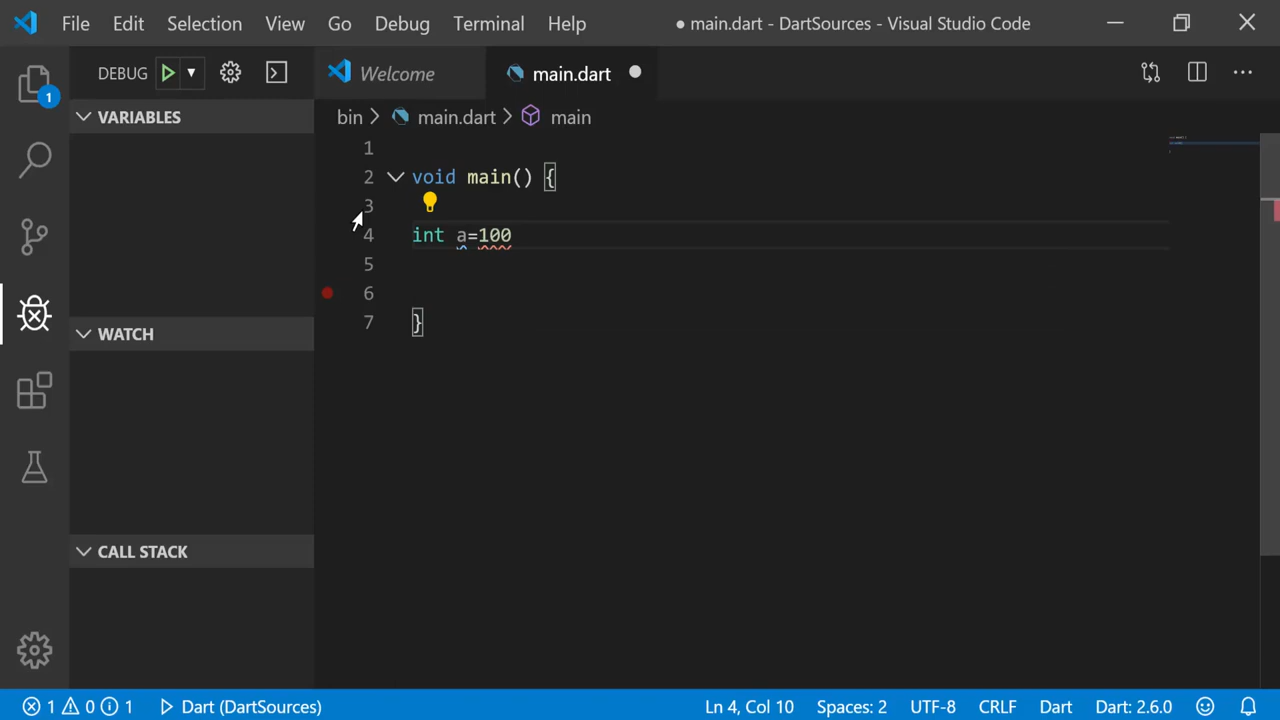 File Edit Selection View Go Debug Terminal Help ● main.dart - DartSources - Visual Studio Code
DEBUG
Welcome
main.dart
1
bin > main.dart > main
VARIABLES
1
2 void main() {
3
4 int a=100
5
6
7 }
WATCH
CALL STACK
1 0 1 Dart (DartSources) Ln 4, Col 10 Spaces: 2 UTF-8 CRLF Dart Dart: 2.6.0